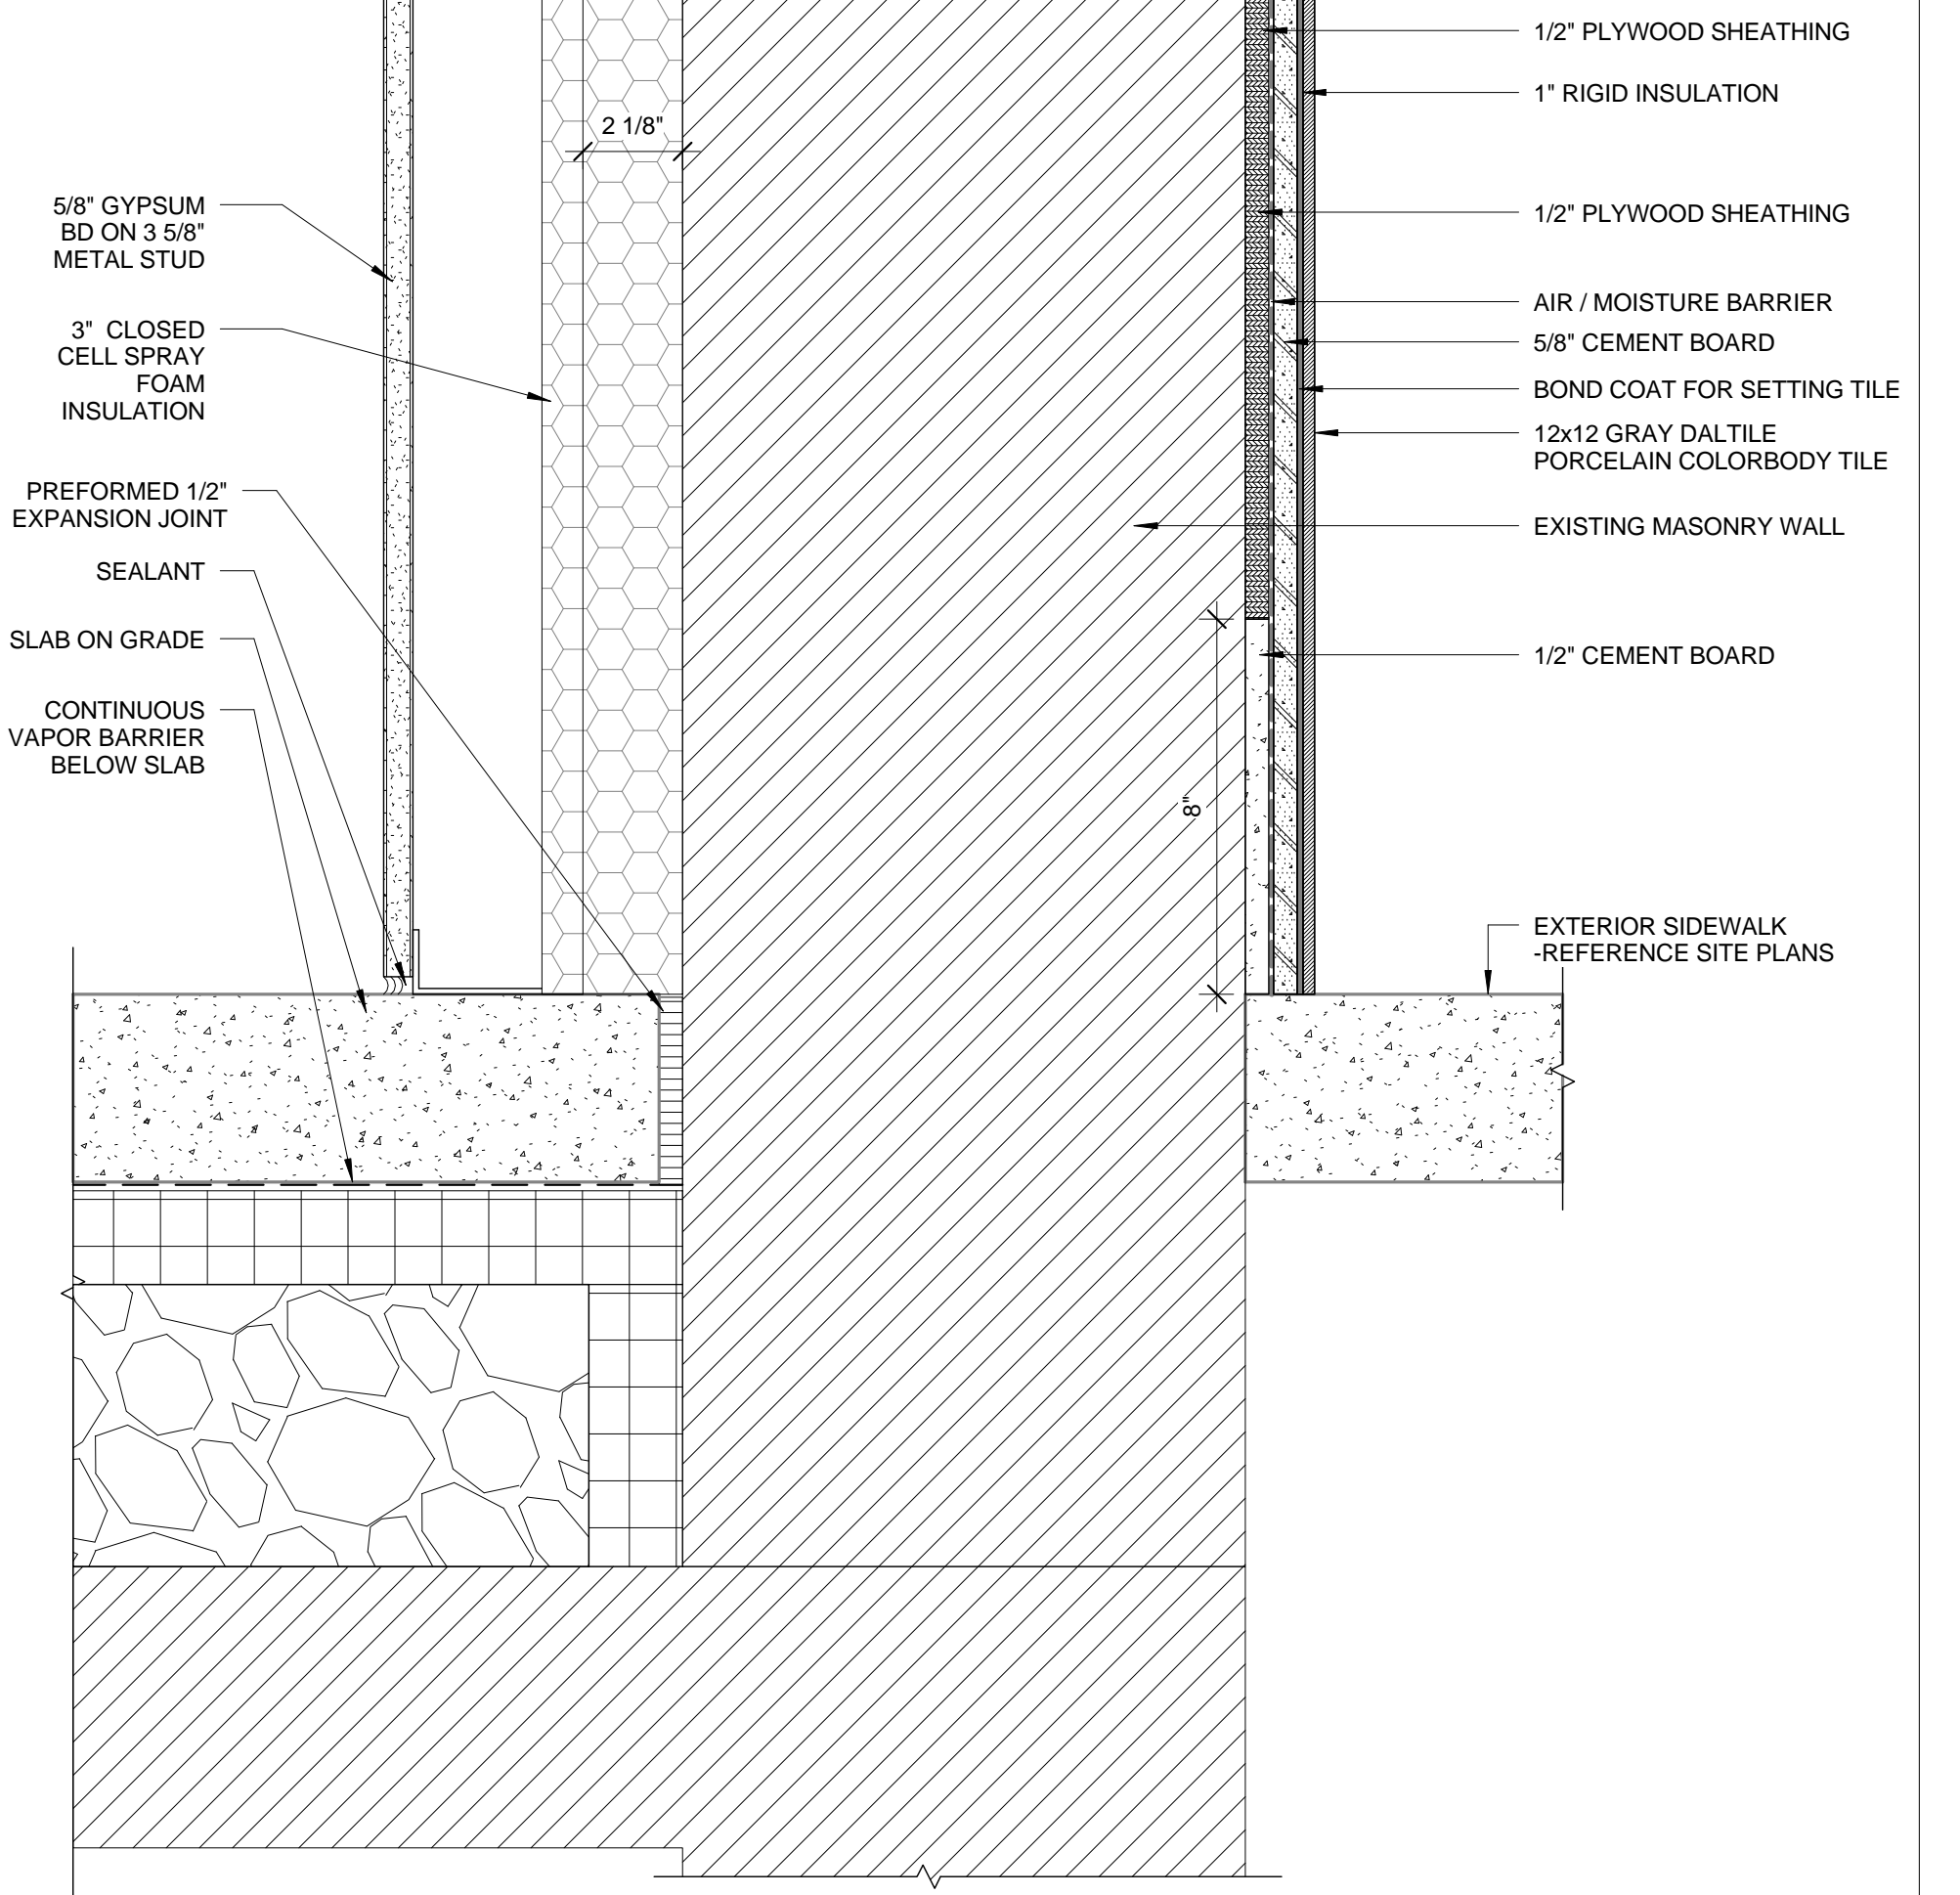 1/2" PLYWOOD SHEATHING
1" RIGID INSULATION
2 1/8"
5/8" GYPSUM
BD ON 3 5/8"
METAL STUD
1/2" PLYWOOD SHEATHING
AIR / MOISTURE BARRIER
3" CLOSED
CELL SPRAY
FOAM
INSULATION
5/8" CEMENT BOARD
BOND COAT FOR SETTING TILE
12x12 GRAY DALTILE
PORCELAIN COLORBODY TILE
PREFORMED 1/2"
EXPANSION JOINT
EXISTING MASONRY WALL
SEALANT
SLAB ON GRADE
1/2" CEMENT BOARD
CONTINUOUS
VAPOR BARRIER
BELOW SLAB
8"
EXTERIOR SIDEWALK
-REFERENCE SITE PLANS